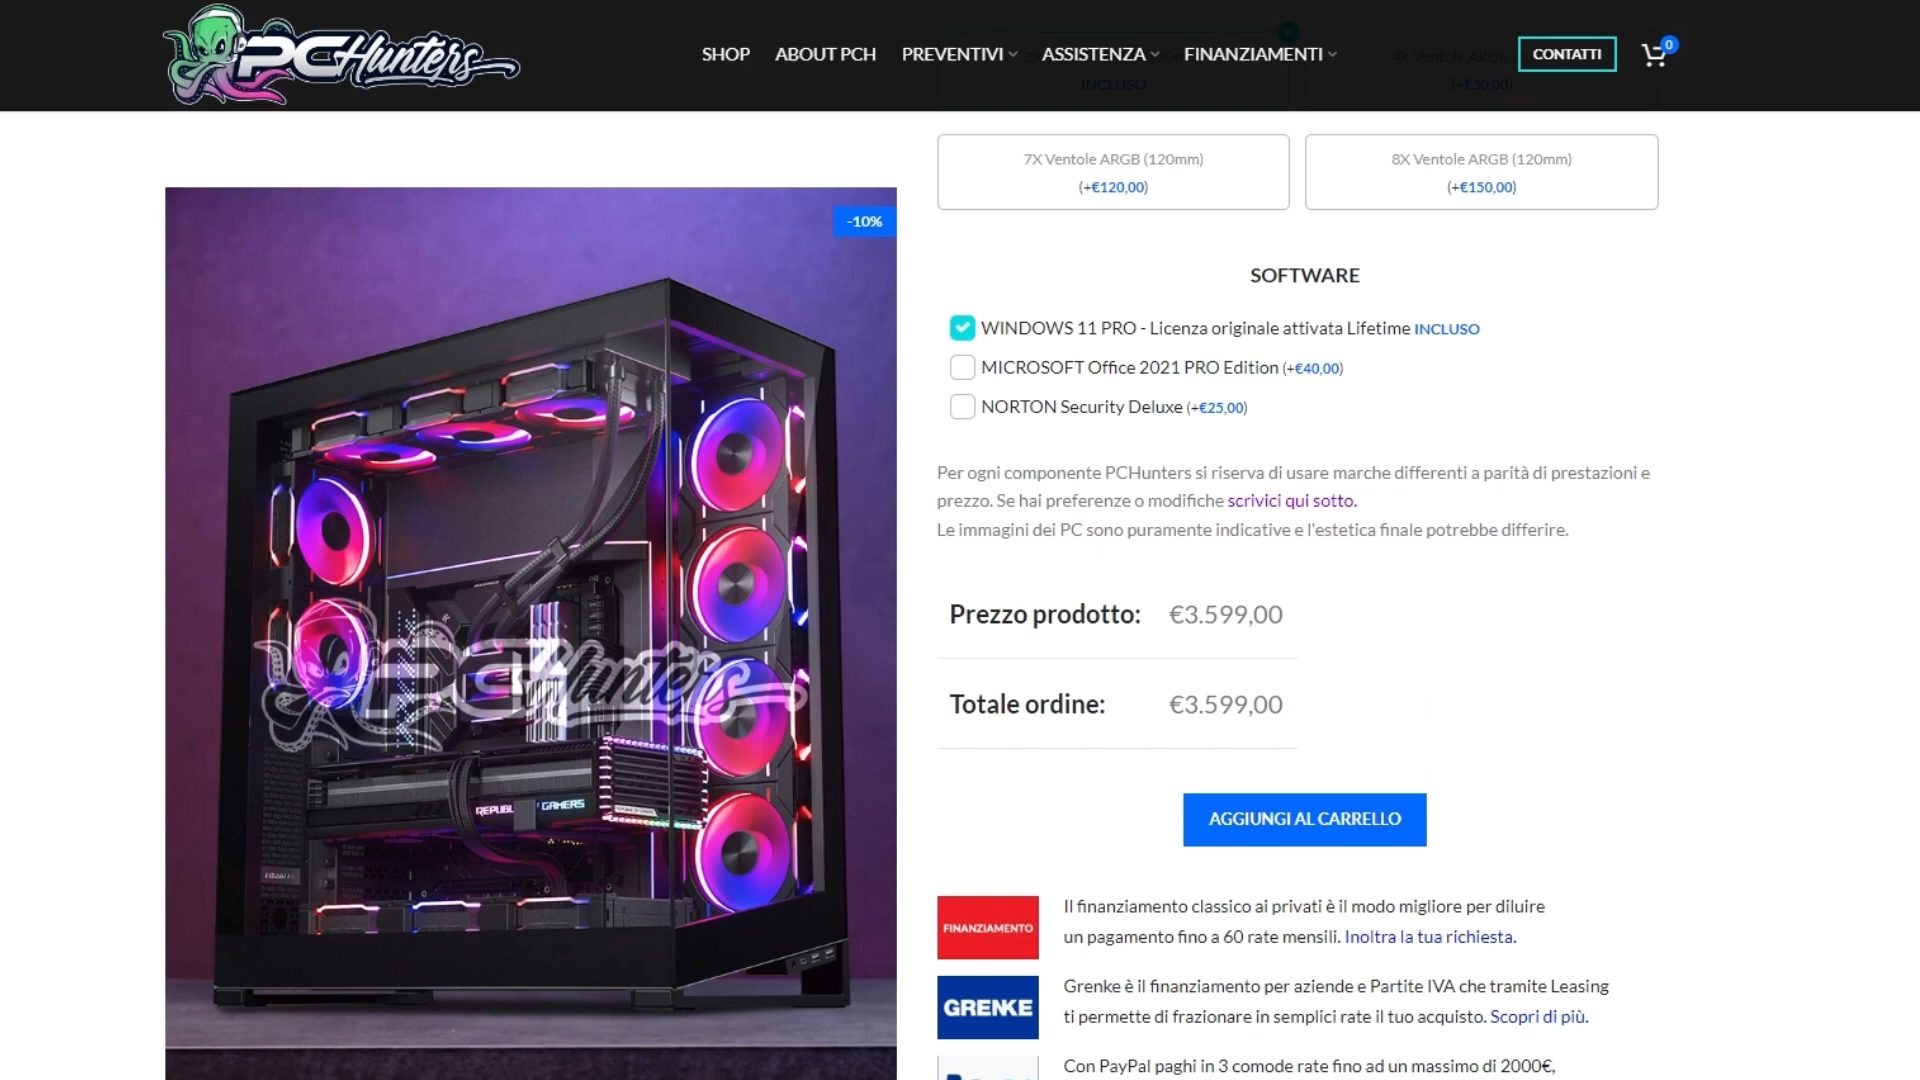 PCHunters
SHOP
ABOUT PCH
PREVENTIVI
ASSISTENZA
FINANZIAMENTI
CONTATTI
0
INCLUSO
4X Ventole ARGB
(+€30,00)
7X Ventole ARGB (120mm)
(+€120,00)
8X Ventole ARGB (120mm)
(+€150,00)
-10%
SOFTWARE
WINDOWS 11 PRO - Licenza originale attivata Lifetime INCLUSO
MICROSOFT Office 2021 PRO Edition (+€40,00)
NORTON Security Deluxe (+€25,00)
Per ogni componente PCHunters si riserva di usare marche differenti a parità di prestazioni e
prezzo. Se hai preferenze o modifiche scrivici qui sotto.
Le immagini dei PC sono puramente indicative e l'estetica finale potrebbe differire.
Prezzo prodotto: €3.599,00
Totale ordine: €3.599,00
AGGIUNGI AL CARRELLO
PCHunters
GAMERS
FINANZIAMENTO
Il finanziamento classico ai privati è il modo migliore per diluire
un pagamento fino a 60 rate mensili. Inoltra la tua richiesta.
GRENKE
Grenke è il finanziamento per aziende e Partite IVA che tramite Leasing
ti permette di frazionare in semplici rate il tuo acquisto. Scopri di più.
Con PayPal paghi in 3 comode rate fino ad un massimo di 2000€,